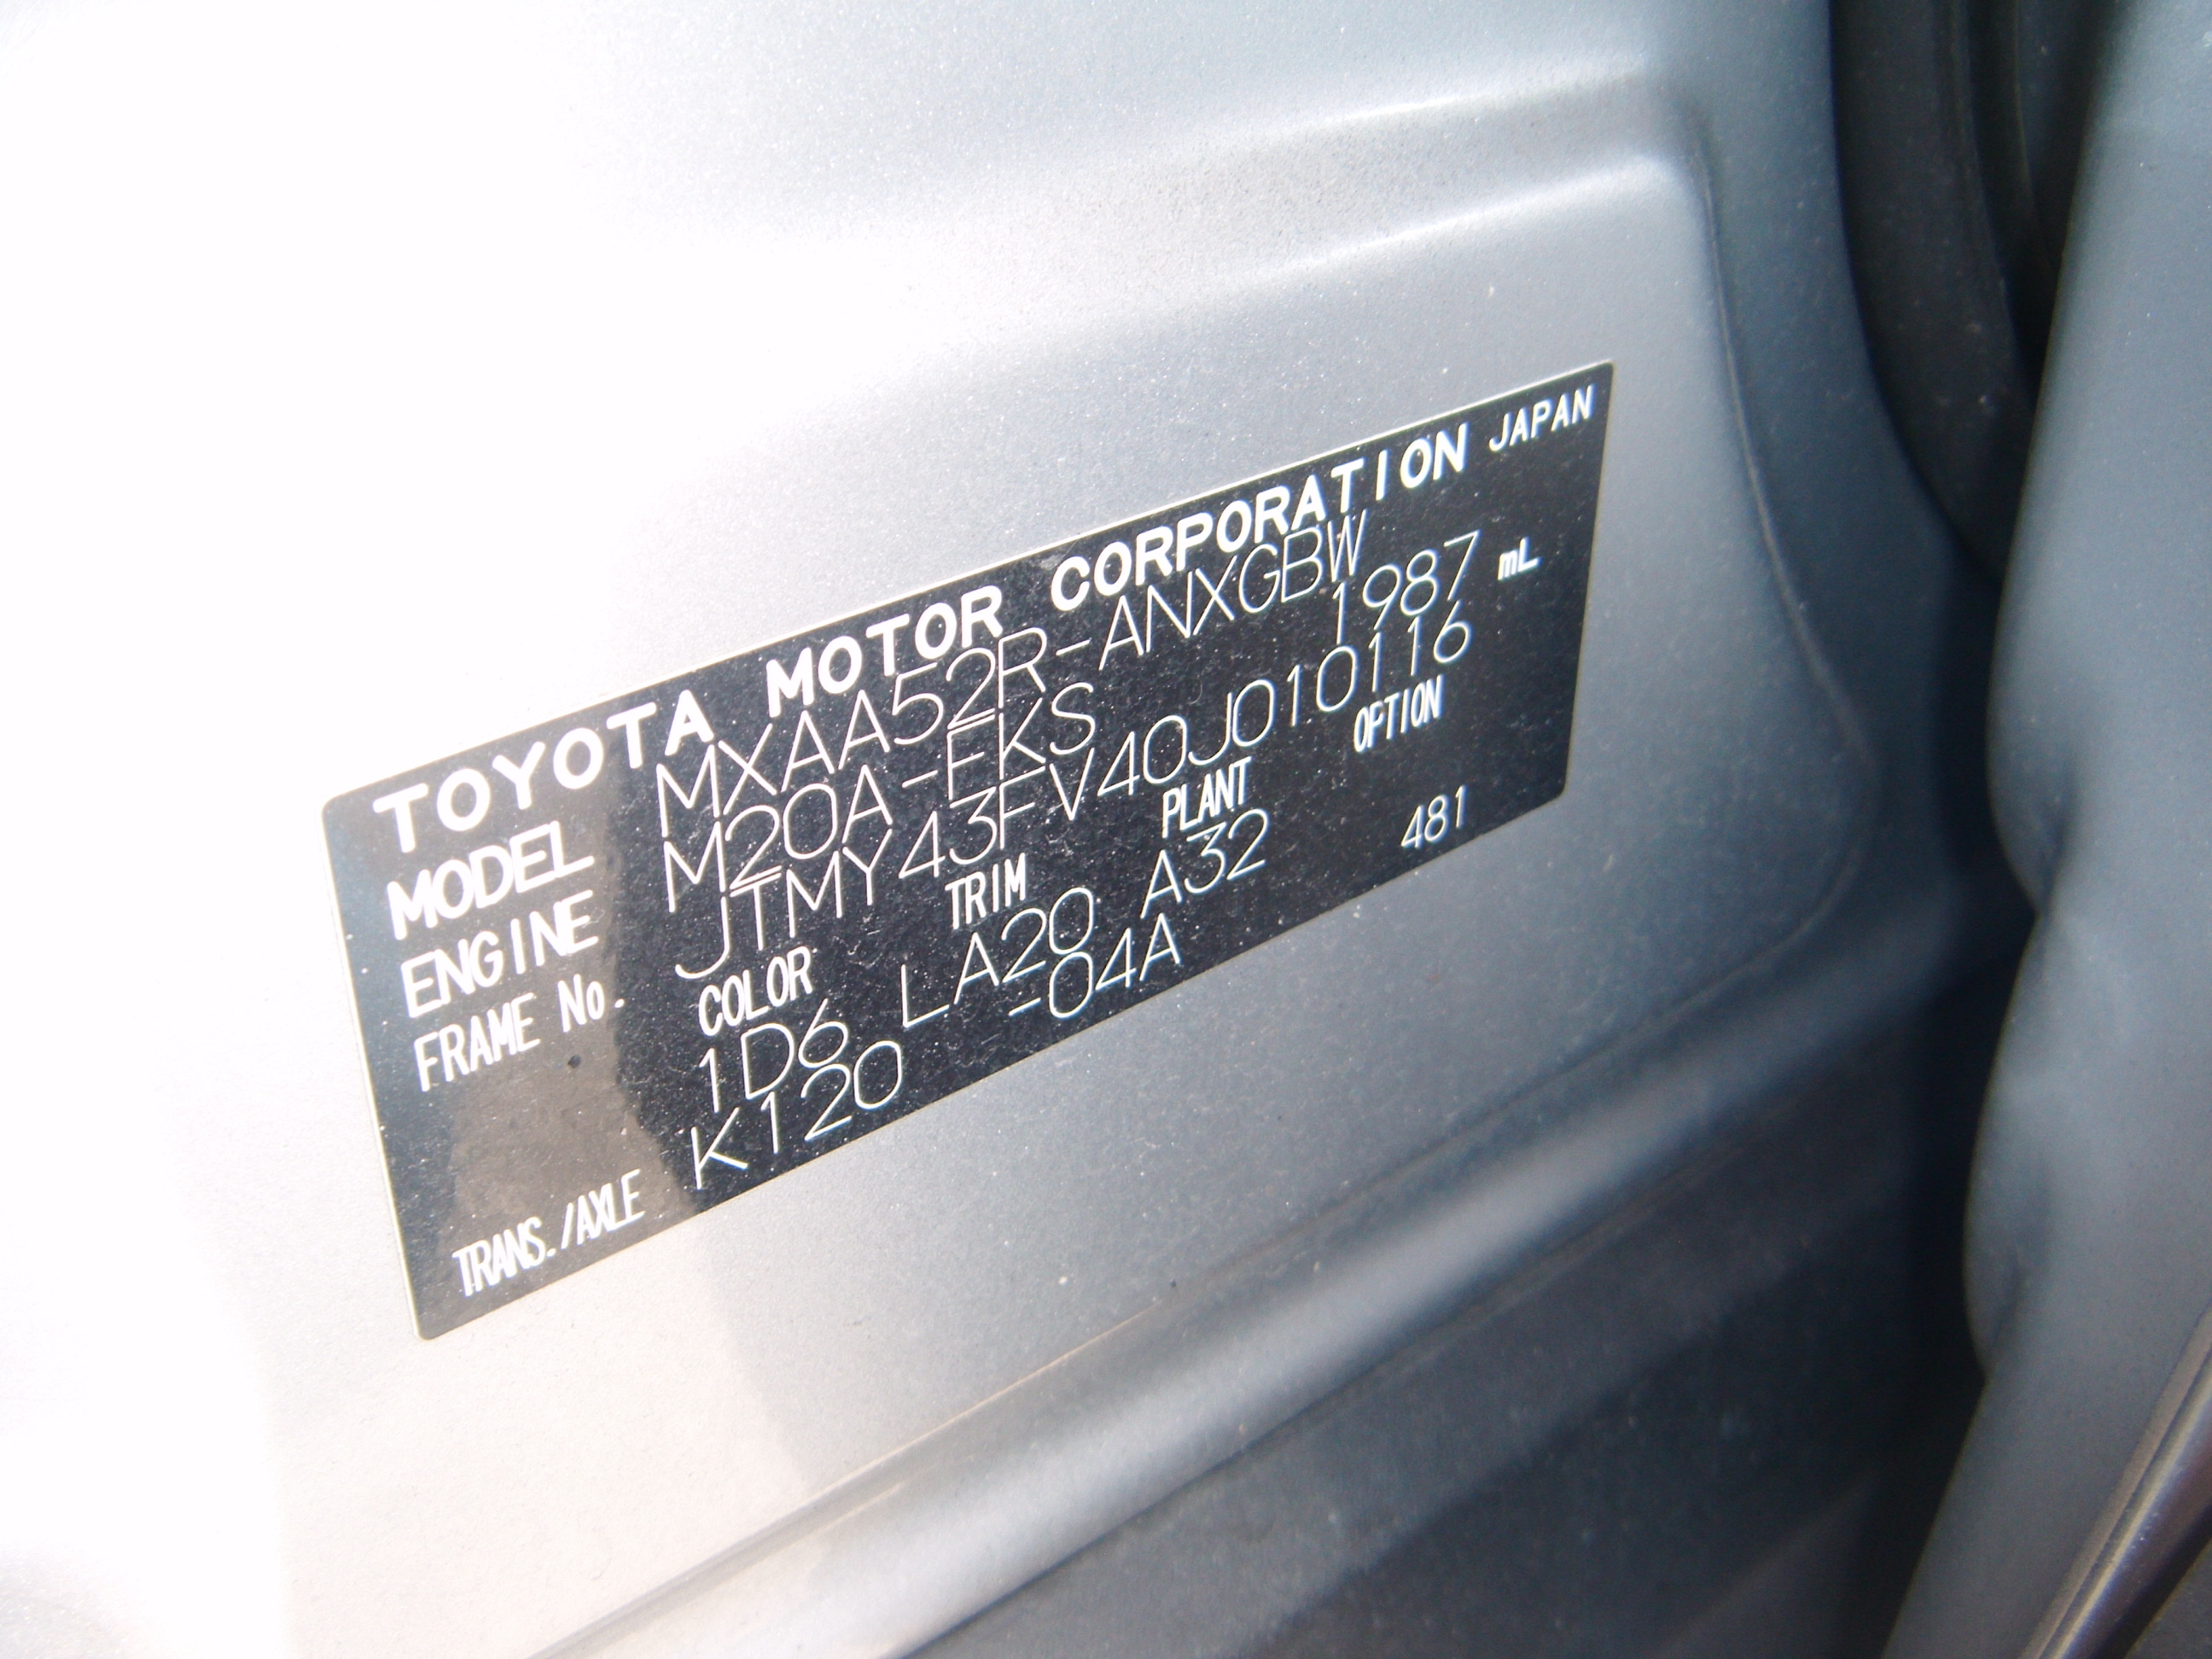 TOYOTA MOTOR CORPORATION JAPAN
MODEL MXAA52R-ANXGBW
ENGINE M20A-FKS 1987 mL
FRAME No. JTMY43FV40J010116
COLOR TRIM PLANT OPTION
1D6 LA20 A32 481
TRANS./AXLE K120 -04A